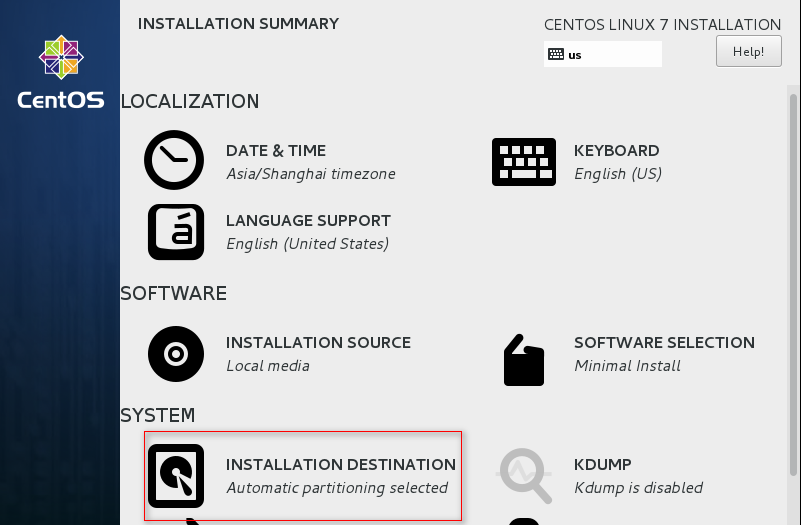 INSTALLATION SUMMARY
CENTOS LINUX 7 INSTALLATION
us
Help!
CentOS
LOCALIZATION
DATE & TIME
Asia/Shanghai timezone
KEYBOARD
English (US)
LANGUAGE SUPPORT
English (United States)
á
SOFTWARE
INSTALLATION SOURCE
Local media
SOFTWARE SELECTION
Minimal Install
SYSTEM
INSTALLATION DESTINATION
Automatic partitioning selected
KDUMP
Kdump is disabled